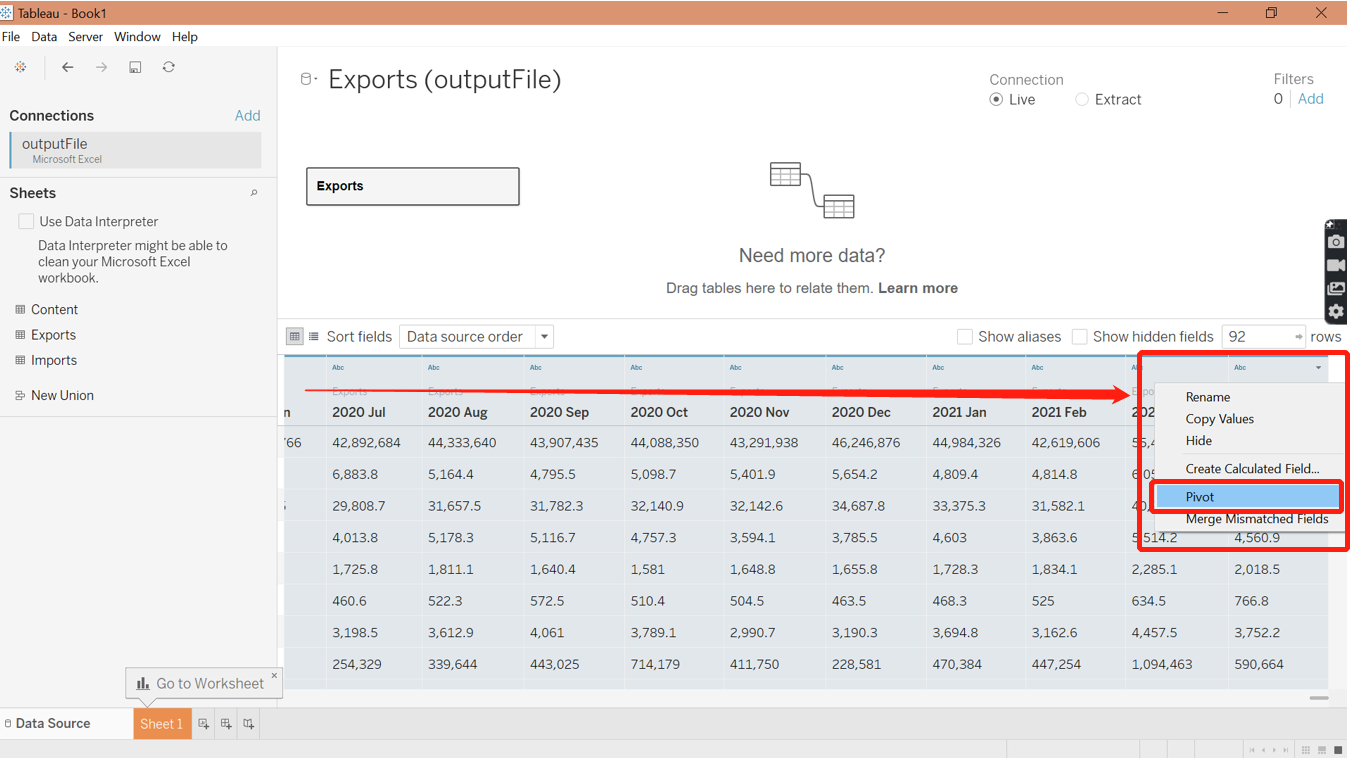 Tableau - Book1
File Data Server Window Help
Connections Add
outputFile
Microsoft Excel
Sheets
Use Data Interpreter
Data Interpreter might be able to
clean your Microsoft Excel
workbook.
Content
Exports
Imports
New Union
Exports (outputFile)
Connection
Live Extract
Filters
0 Add
Exports
Need more data?
Drag tables here to relate them. Learn more
Sort fields Data source order Show aliases Show hidden fields 92 rows
Abc Abc Abc Abc Abc Abc Abc Abc Abc
Exports Exports Exports Exports Exports Exports Exports Exports
2020 Jul 2020 Aug 2020 Sep 2020 Oct 2020 Nov 2020 Dec 2021 Jan 2021 Feb
42,892,684 44,333,640 43,907,435 44,088,350 43,291,938 46,246,876 44,984,326 42,619,606
6,883.8 5,164.4 4,795.5 5,098.7 5,401.9 5,654.2 4,809.4 4,814.8
29,808.7 31,657.5 31,782.3 32,140.9 32,142.6 34,687.8 33,375.3 31,582.1
4,013.8 5,178.3 5,116.7 4,757.3 3,594.1 3,785.5 4,603 3,863.6 5,514.2 4,560.9
1,725.8 1,811.1 1,640.4 1,581 1,648.8 1,655.8 1,728.3 1,834.1 2,285.1 2,018.5
460.6 522.3 572.5 510.4 504.5 463.5 468.3 525 634.5 766.8
3,198.5 3,612.9 4,061 3,789.1 2,990.7 3,190.3 3,694.8 3,162.6 4,457.5 3,752.2
254,329 339,644 443,025 714,179 411,750 228,581 470,384 447,254 1,094,463 590,664
Rename
Copy Values
Hide
Create Calculated Field...
Pivot
Merge Mismatched Fields
Go to Worksheet
Data Source Sheet 1